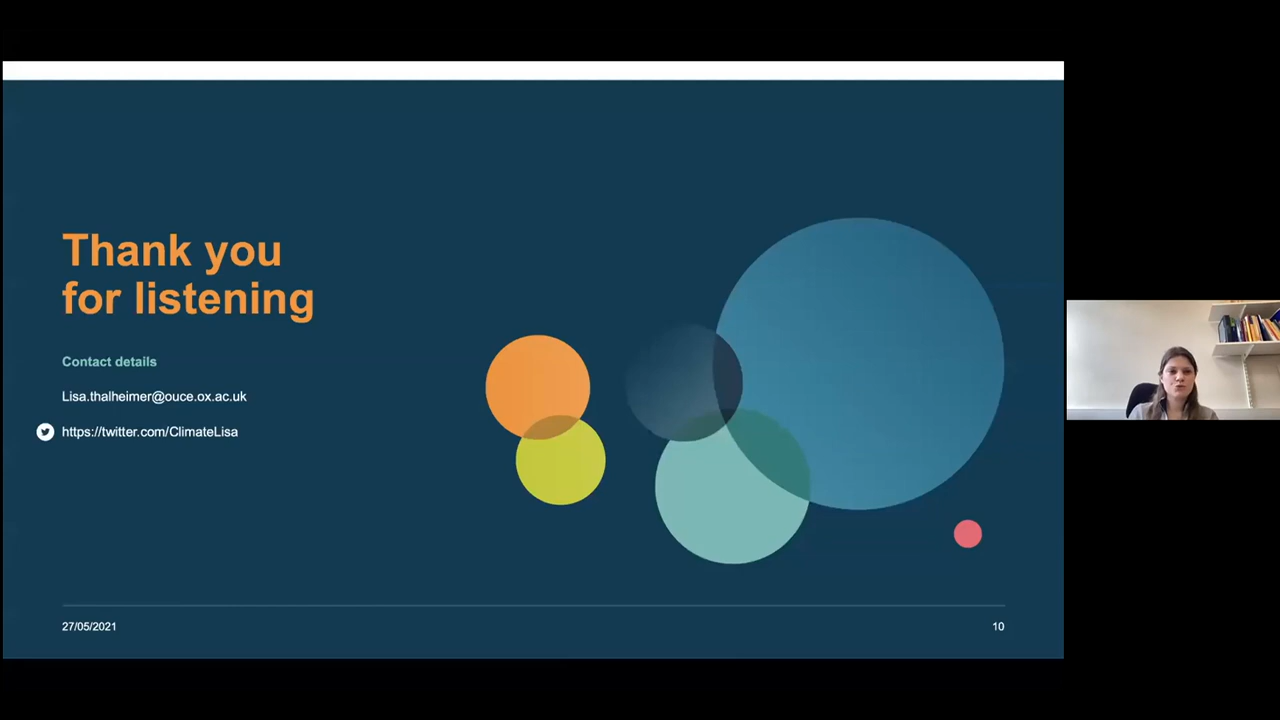 Thank you
for listening
Contact details
Lisa.thalheimer@ouce.ox.ac.uk
https://twitter.com/ClimateLisa
27/05/2021
10